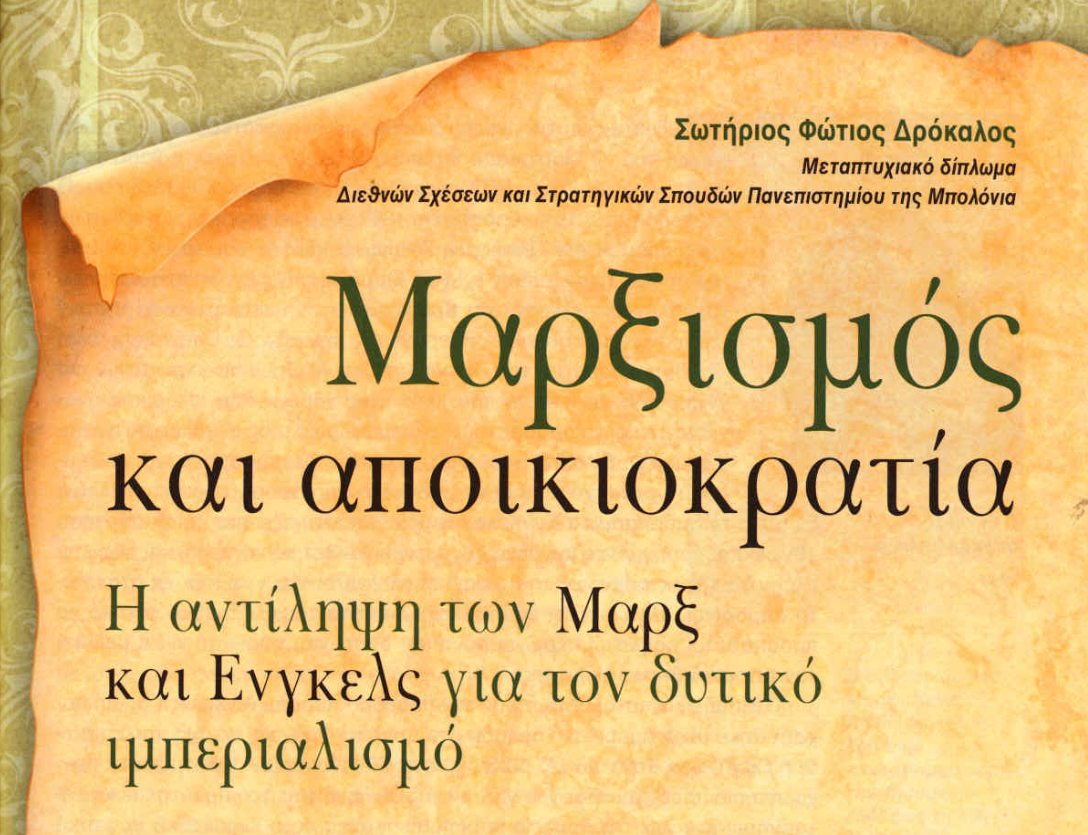 Σωτήριος Φώτιος Δρόκαλος
Μεταπτυχιακό δίπλωμα
Διεθνών Σχέσεων και Στρατηγικών Σπουδών Πανεπιστημίου της Μπολόνια
Μαρξισμός
και αποικιοκρατία
Η αντίληψη των Μαρξ
και Ενγκελς για τον δυτικό
ιμπεριαλισμό